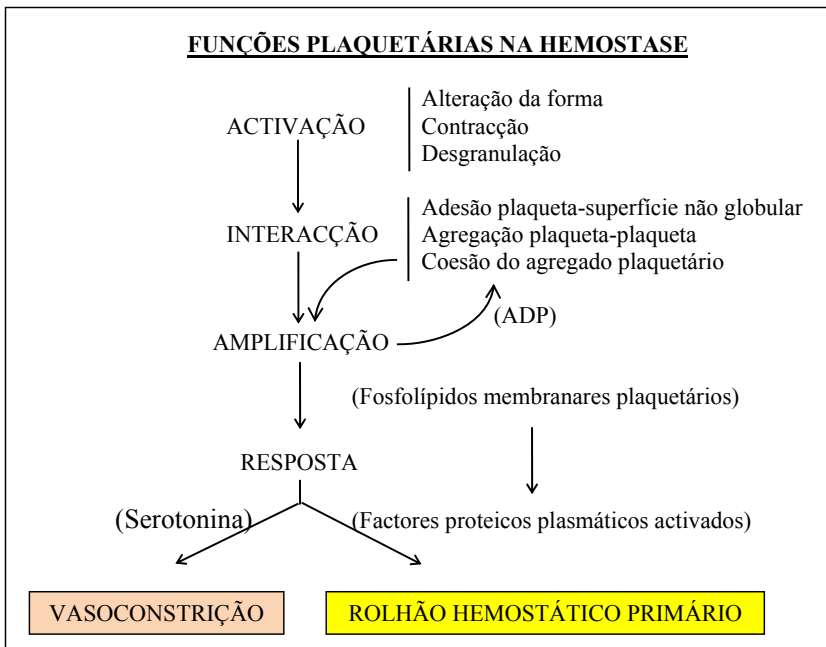 FUNÇÕES PLAQUETÁRIAS NA HEMOSTASE
ACTIVAÇÃO
Alteração da forma
Contracção
Desgranulação
INTERACÇÃO
Adesão plaqueta-superfície não globular
Agregação plaqueta-plaqueta
Coesão do agregado plaquetário
(ADP)
AMPLIFICAÇÃO
(Fosfolípidos membranares plaquetários)
RESPOSTA
(Serotonina)
(Factores proteicos plasmáticos activados)
VASOCONSTRIÇÃO
ROLHÃO HEMOSTÁTICO PRIMÁRIO